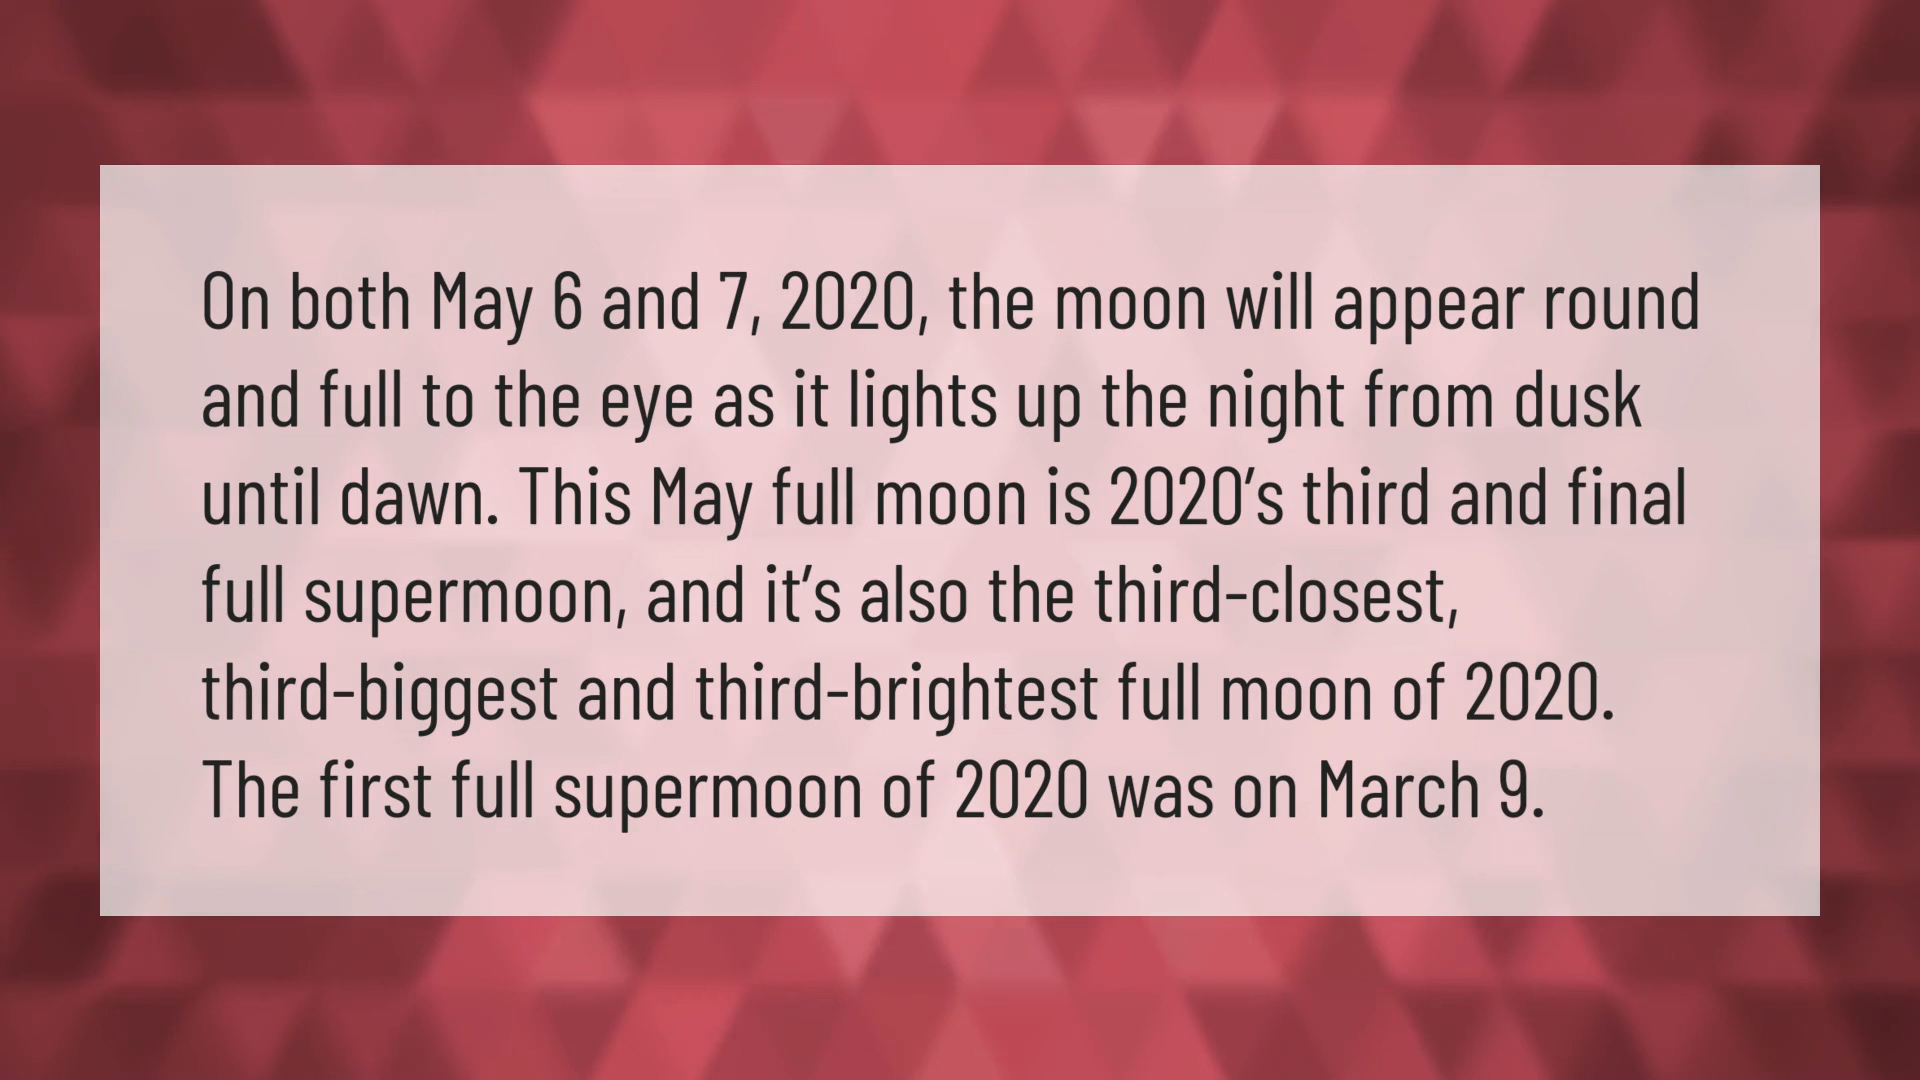 On both May 6 and 7, 2020, the moon will appear round
and full to the eye as it lights up the night from dusk
until dawn. This May full moon is 2020’s third and final
full supermoon, and it’s also the third-closest,
third-biggest and third-brightest full moon of 2020.
The first full supermoon of 2020 was on March 9.